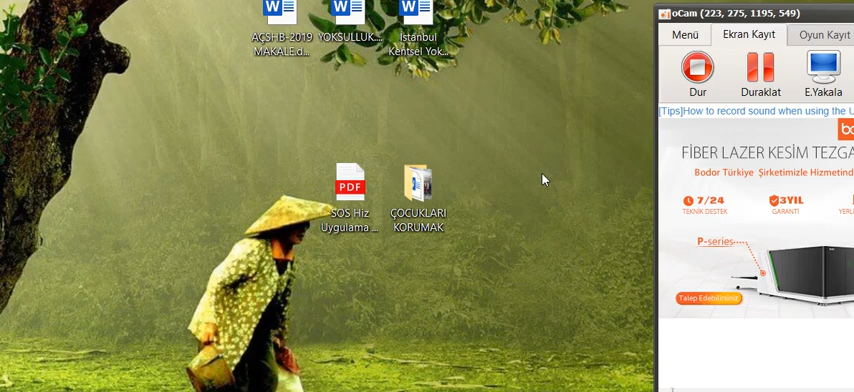 AÇSHB-2019
MAKALE.d...
YOKSULLUK....
İstanbul
Kentsel Yok...
PDF
SOS Hiz
Uygulama ...
ÇOCUKLARI
KORUMAK
oCam (223, 275, 1195, 549)
Menü
Ekran Kayıt
Oyun Kayıt
Dur
Duraklat
E.Yakala
[Tips]How to record sound when using the U
FİBER LAZER KESİM TEZGA
Bodor Türkiye Şirketimizle Hizmetind
7/24
TEKNİK DESTEK
3YIL
GARANTİ
YERLİ
P-series
Talep Edebilirsiniz